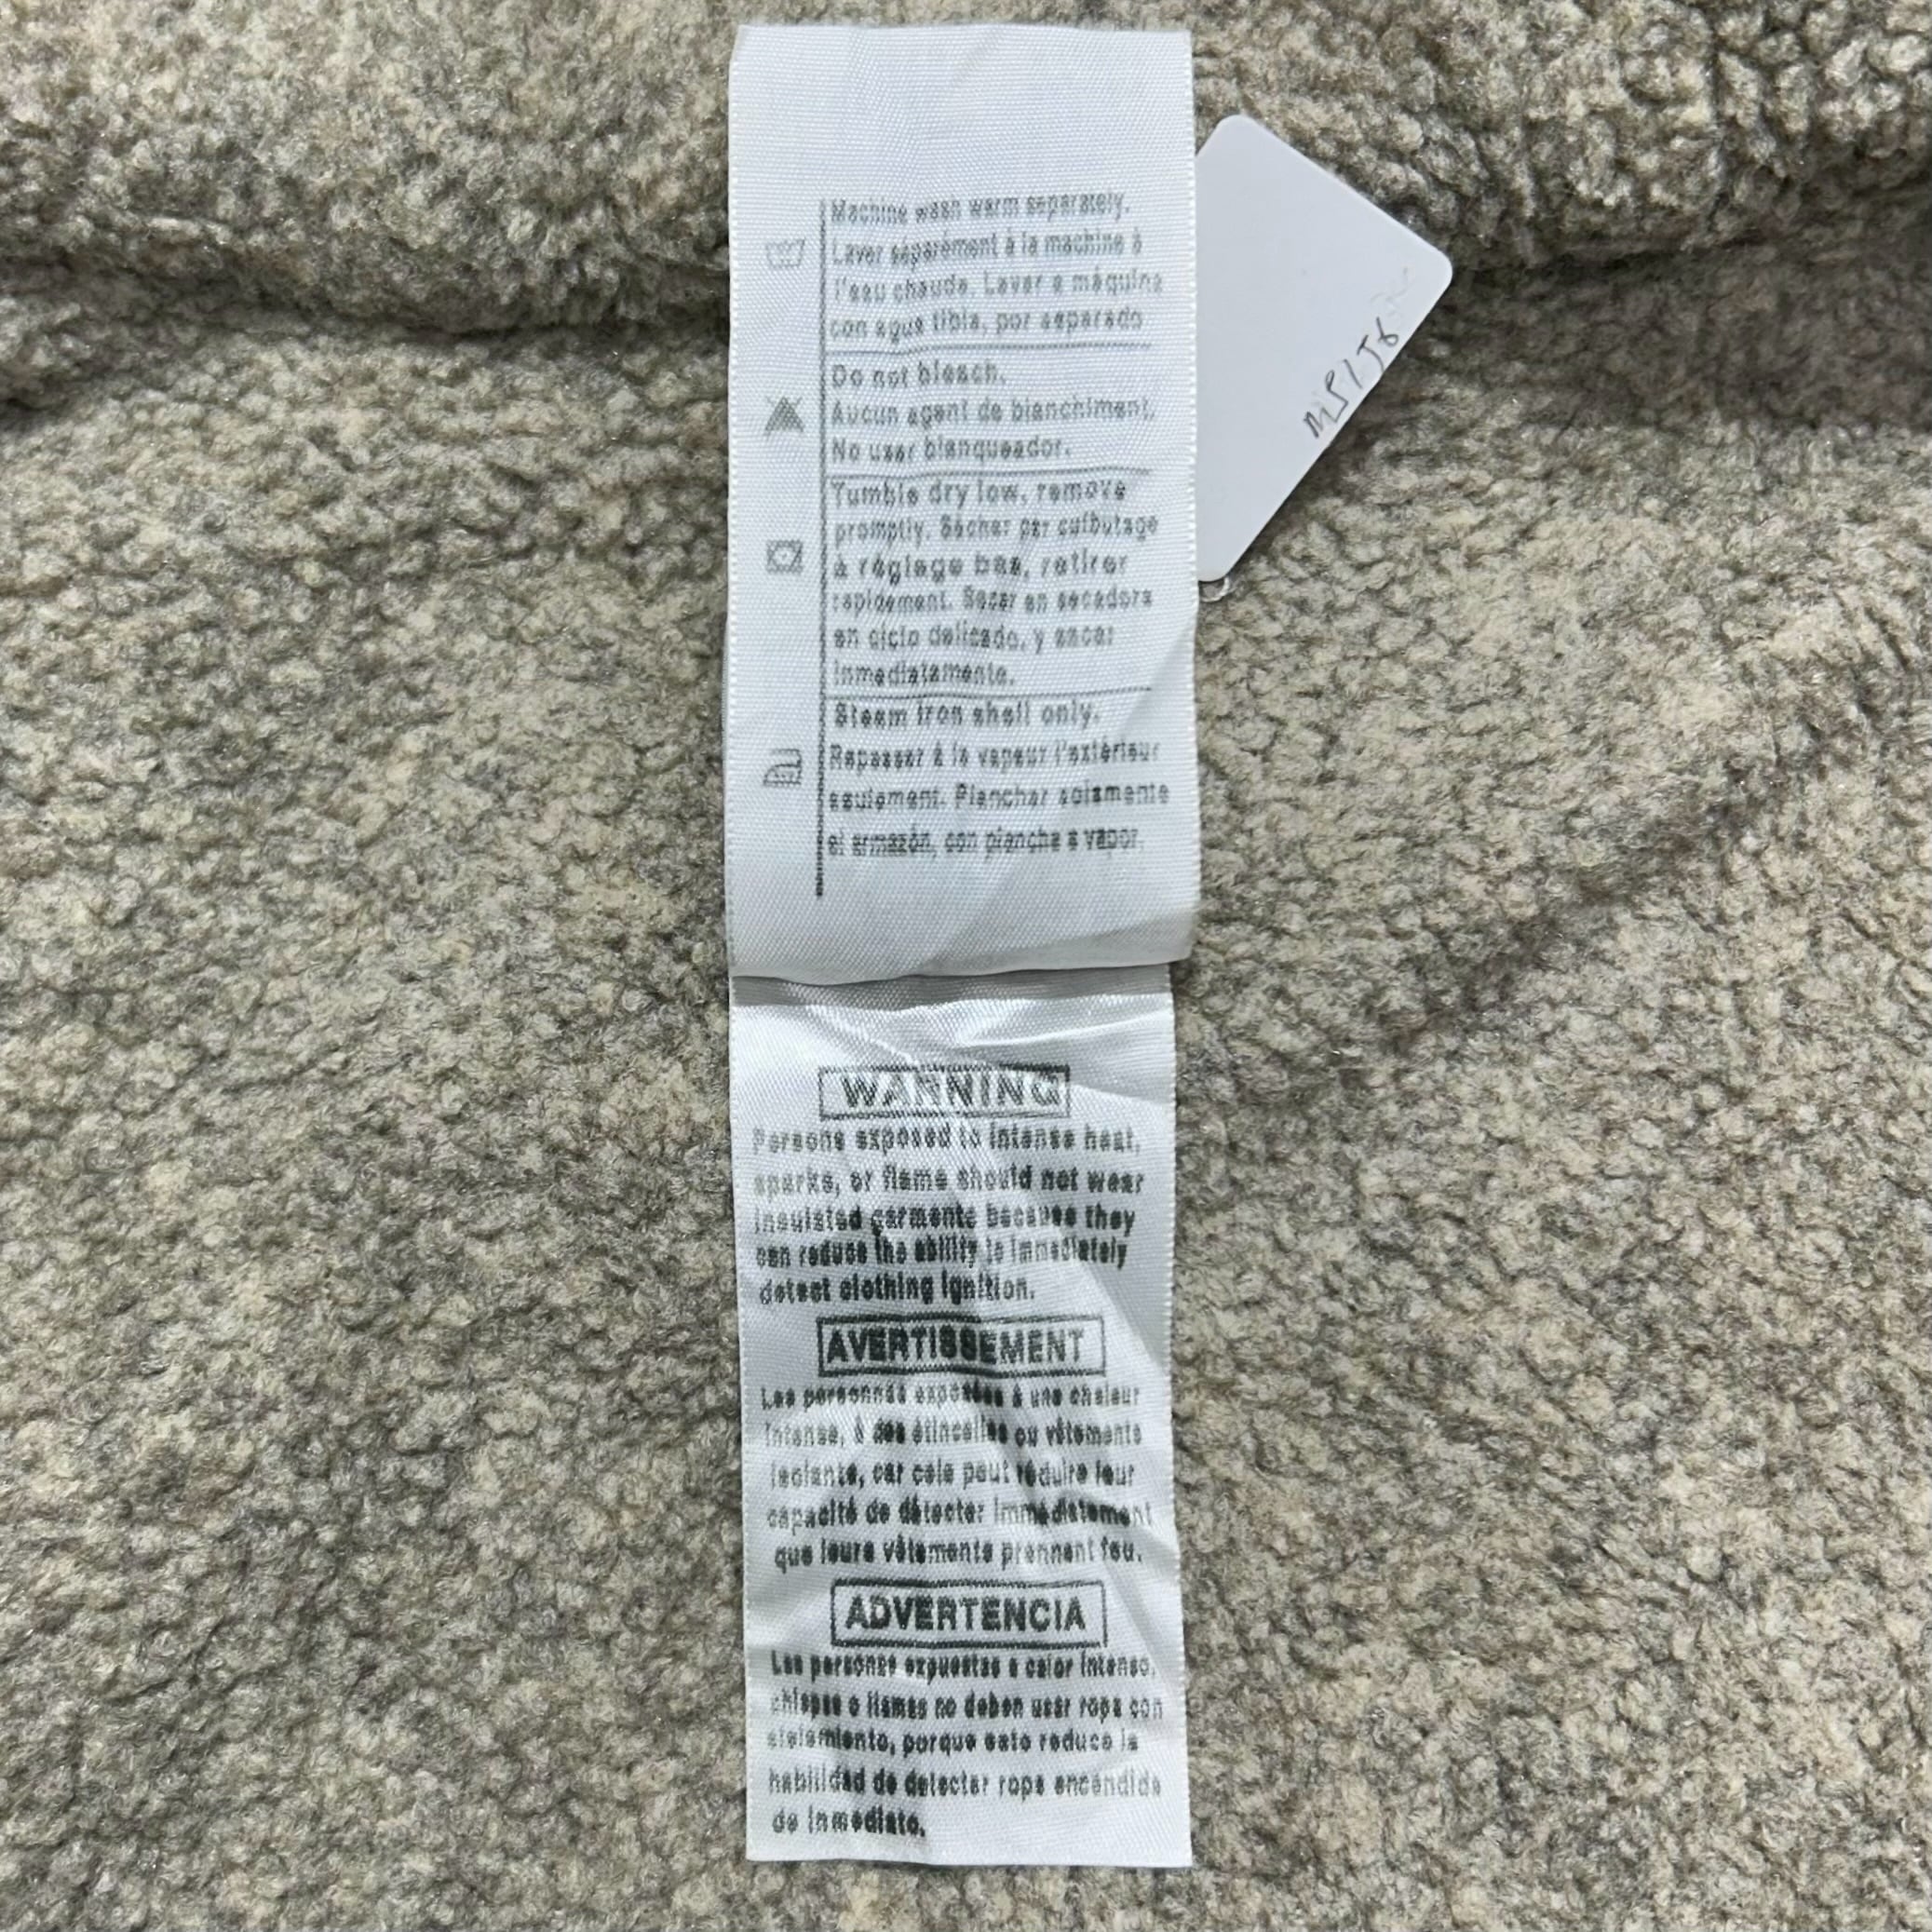 Machine wash warm separately.
Laver séparément à la machine à
l'eau chaude. Lavar a máquina
con agua tibia, por separado
Do not bleach.
Aucun agent de blanchiment.
No usar blanqueador.
Tumble dry low, remove
promptly. Sécher par culbutage
à réglage bas, retirer
rapidement. Secar en secadora
en ciclo delicado, y sacar
inmediatamente.
Steam iron shell only.
Repasser à la vapeur l'extérieur
seulement. Planchar solamente
el armazón, con plancha a vapor.
WARNING
Persons exposed to intense heat,
sparks, or flame should not wear
insulated garments because they
can reduce the ability to immediately
detect clothing ignition.
AVERTISSEMENT
Les personnes exposées à une chaleur
intense, à des étincelles ou vêtements
isolants, car cela peut réduire leur
capacité de détecter immédiatement
que leurs vêtements prennent feu.
ADVERTENCIA
Las personas expuestas a calor intenso,
chispas o llamas no deben usar ropa con
aislamiento, porque esto reduce la
habilidad de detectar ropa encendida
de inmediato.